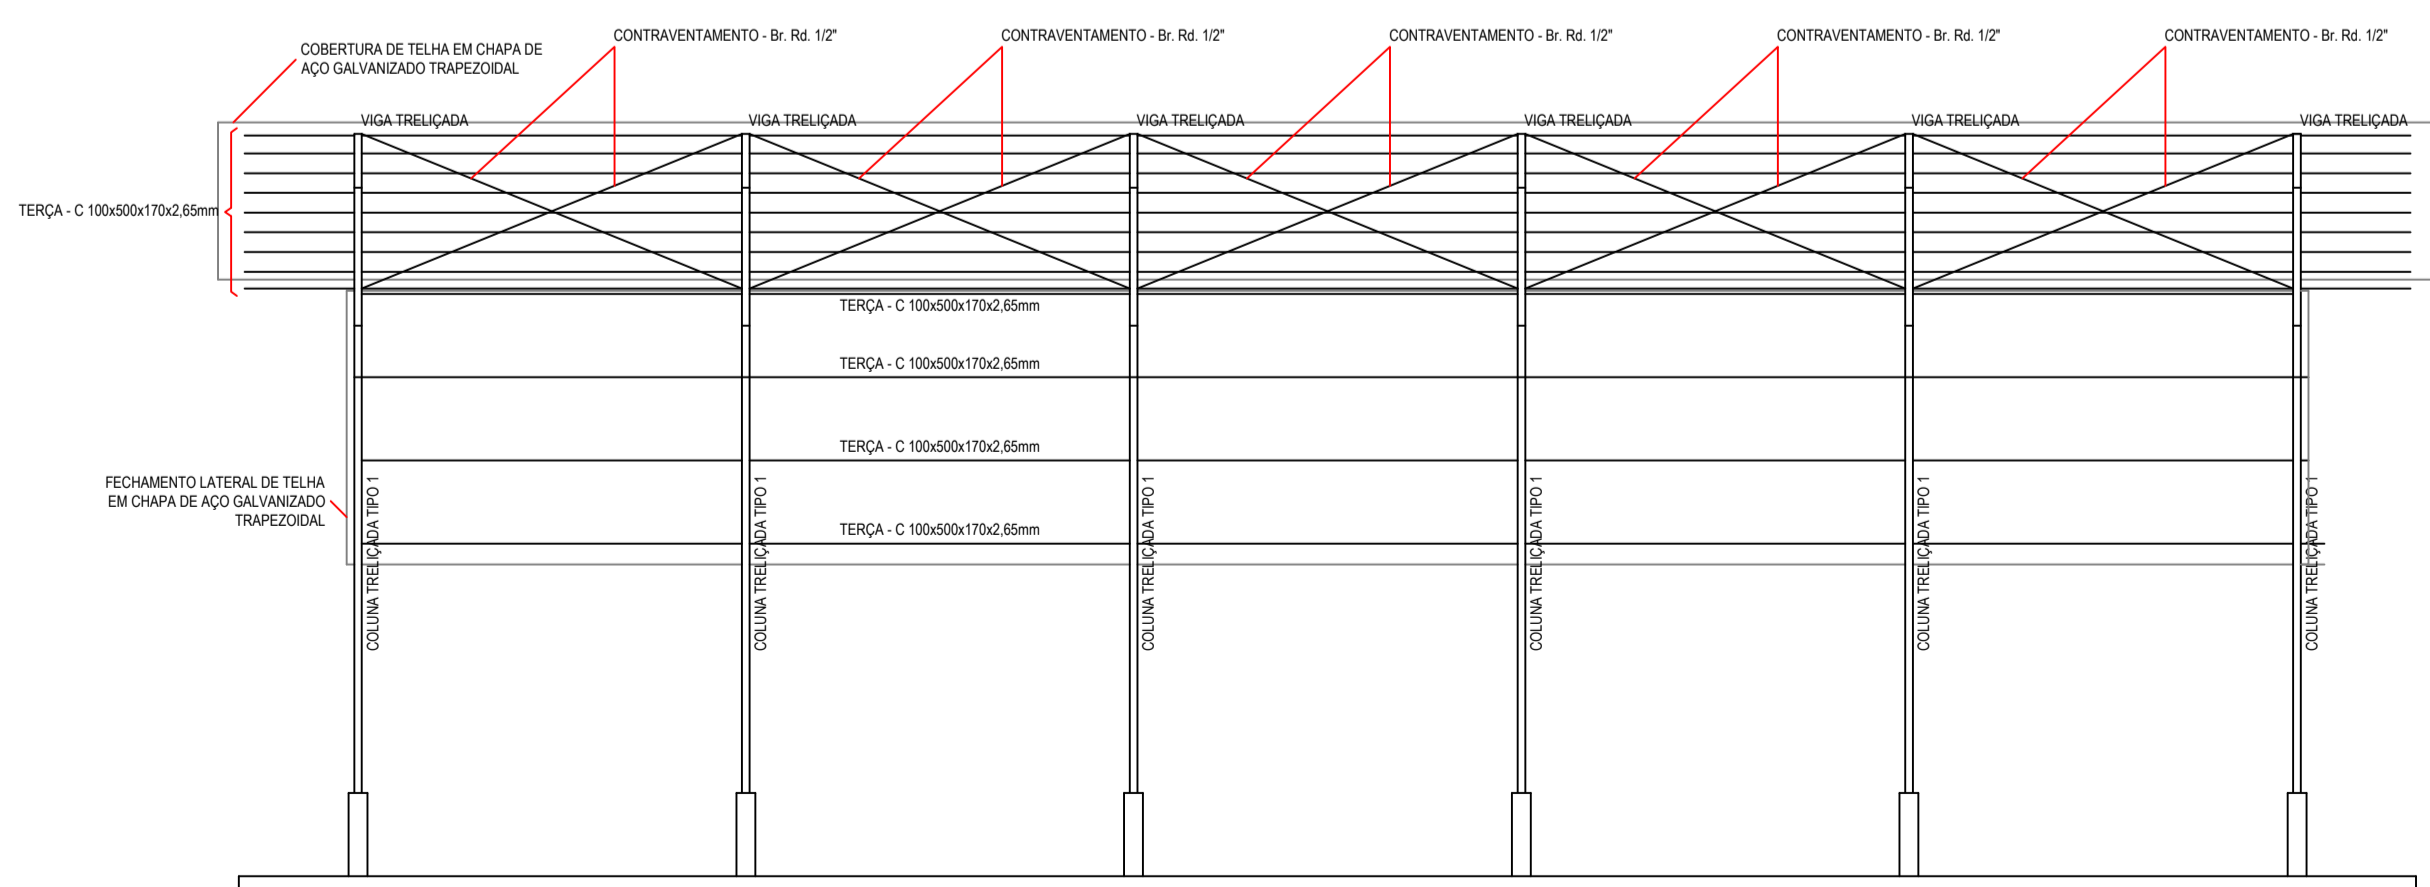 CONTRAVENTAMENTO - Br. Rd. 1/2"
CONTRAVENTAMENTO - Br. Rd. 1/2"
CONTRAVENTAMENTO - Br. Rd. 1/2"
CONTRAVENTAMENTO - Br. Rd. 1/2"
CONTRAVENTAMENTO - Br. Rd. 1/2"
COBERTURA DE TELHA EM CHAPA DE
AÇO GALVANIZADO TRAPEZOIDAL
VIGA TRELIÇADA
VIGA TRELIÇADA
VIGA TRELIÇADA
VIGA TRELIÇADA
VIGA TRELIÇADA
VIGA TRELIÇADA
TERÇA - C 100x500x170x2,65mm
TERÇA - C 100x500x170x2,65mm
TERÇA - C 100x500x170x2,65mm
TERÇA - C 100x500x170x2,65mm
TERÇA - C 100x500x170x2,65mm
FECHAMENTO LATERAL DE TELHA
EM CHAPA DE AÇO GALVANIZADO
TRAPEZOIDAL
COLUNA TRELIÇADA TIPO 1
COLUNA TRELIÇADA TIPO 1
COLUNA TRELIÇADA TIPO 1
COLUNA TRELIÇADA TIPO 1
COLUNA TRELIÇADA TIPO 1
COLUNA TRELIÇADA TIPO 1